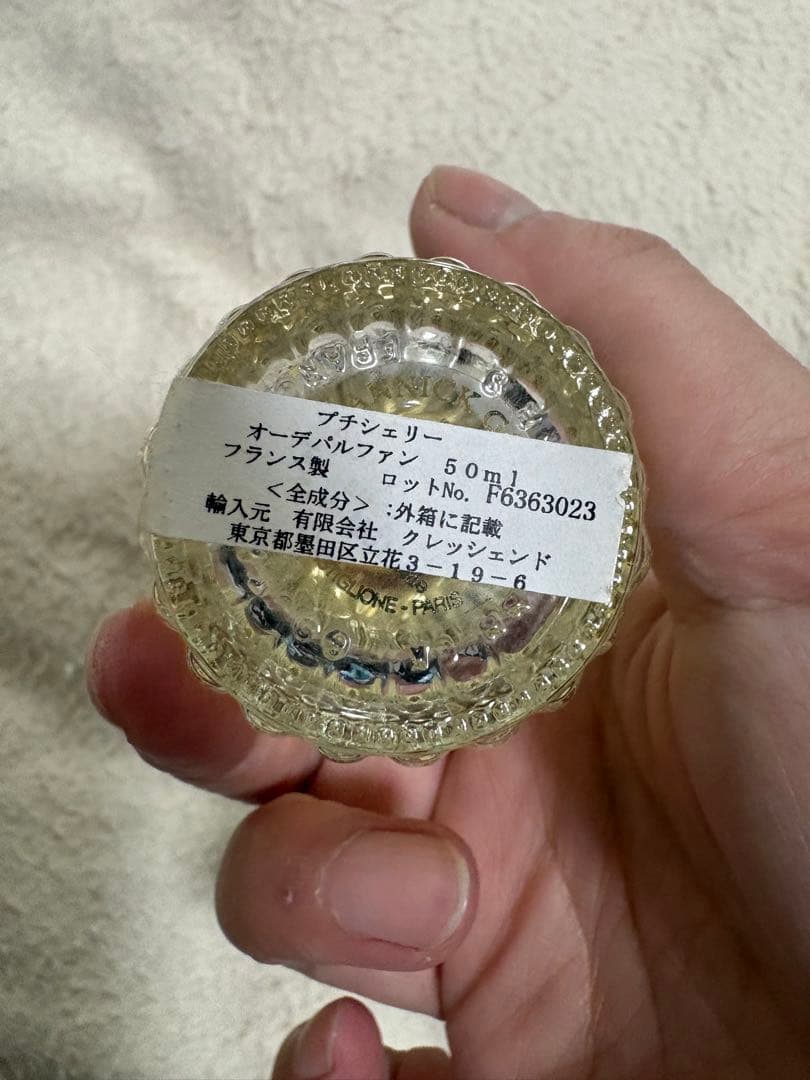 プチシェリー
オーデパルファン 50ml
フランス製 ロットNo. F6363023
<全成分> :外箱に記載
輸入元 有限会社 クレッシェンド
東京都墨田区立花3-19-6
PARIS